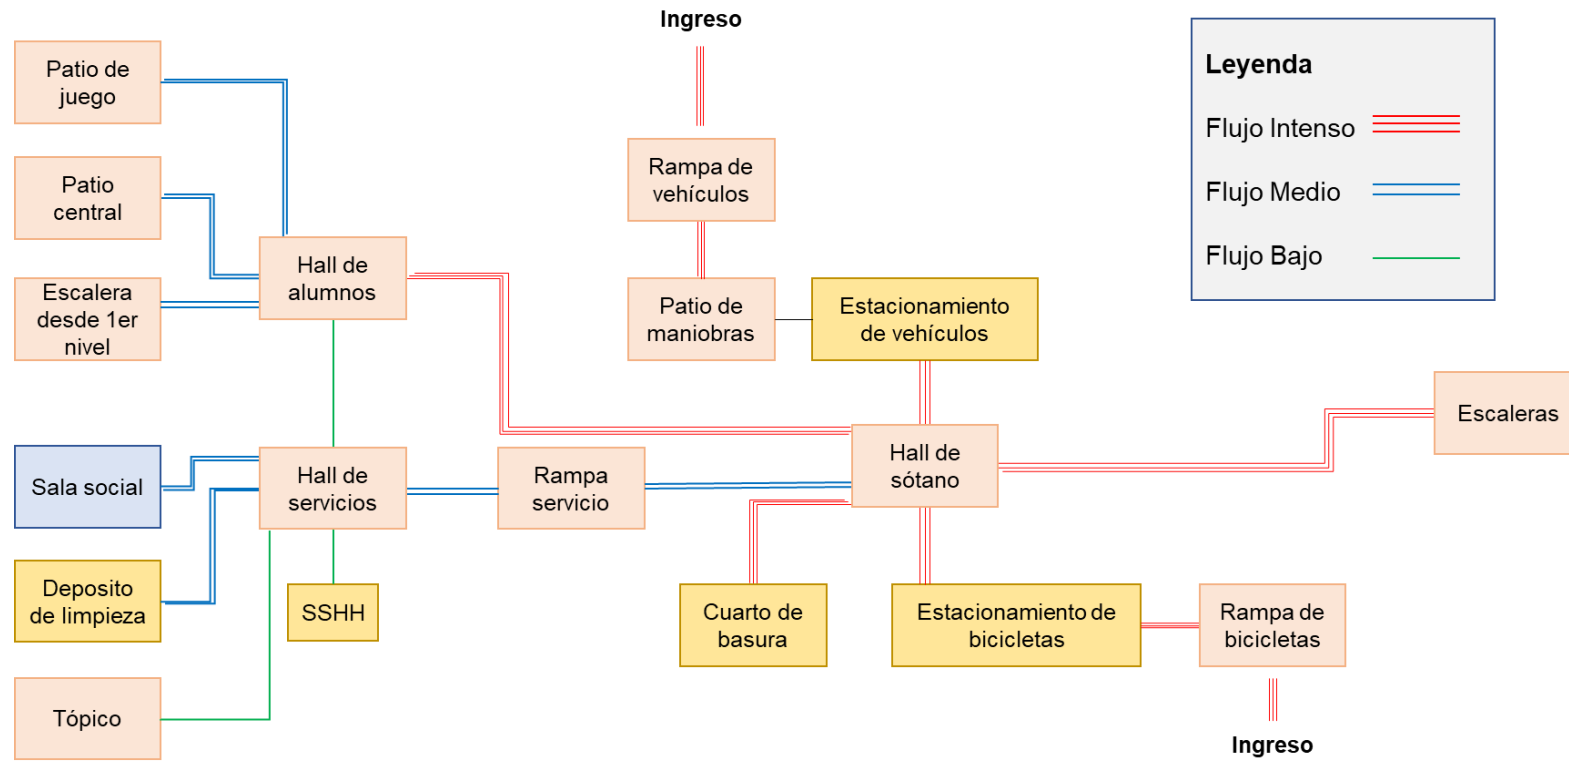 Ingreso
Leyenda
Flujo Intenso
Flujo Medio
Flujo Bajo
Patio de
juego
Patio
central
Escalera
desde 1er
nivel
Hall de
alumnos
Rampa de
vehículos
Patio de
maniobras
Estacionamiento
de vehículos
Escaleras
Sala social
Hall de
servicios
Rampa
servicio
Hall de
sótano
Deposito
de limpieza
SSHH
Cuarto de
basura
Estacionamiento de
bicicletas
Rampa de
bicicletas
Tópico
Ingreso